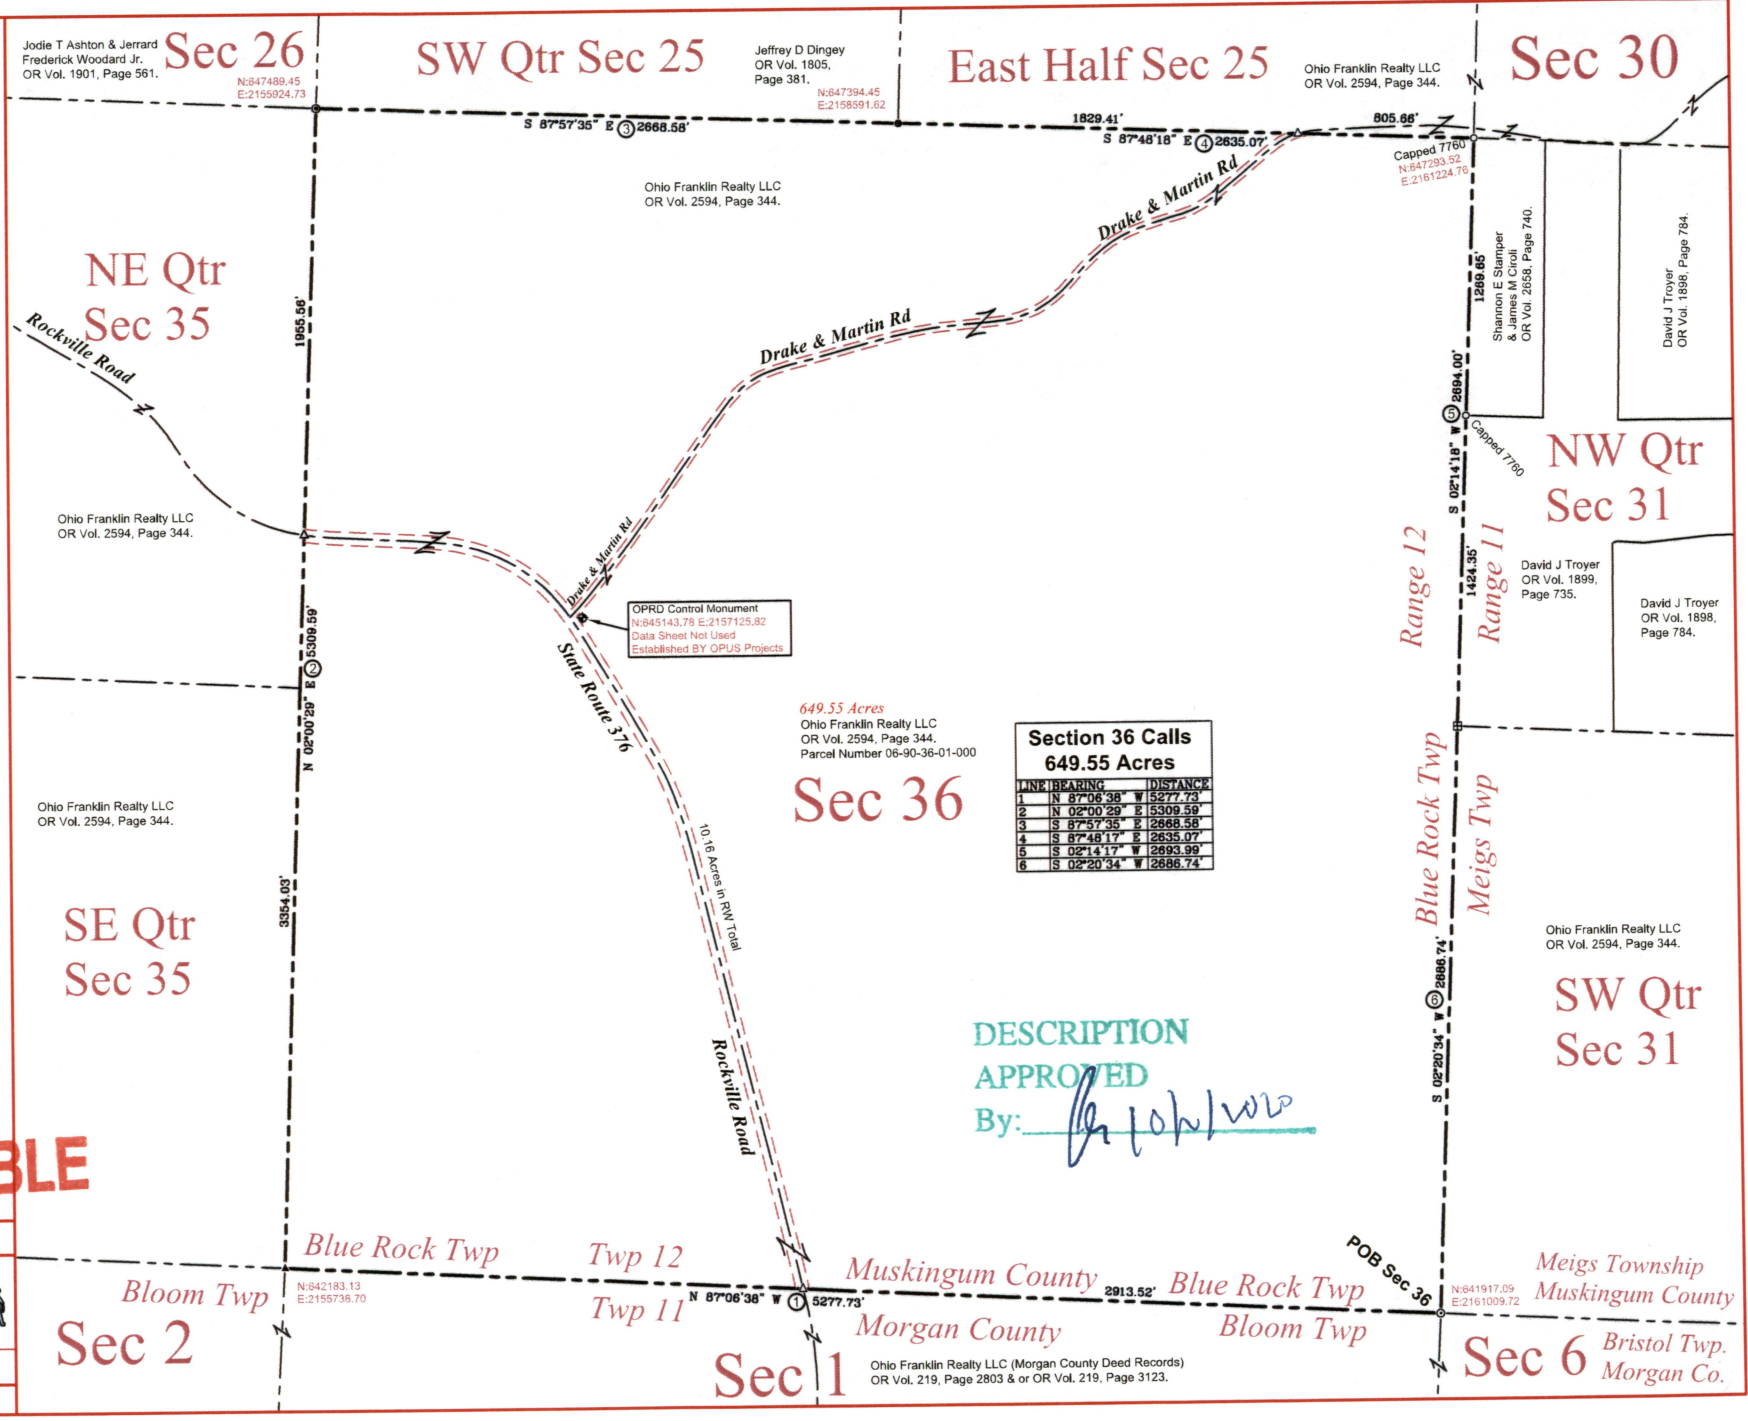 Jodie T Ashton & Jerrard
Frederick Woodard Jr.
OR Vol. 1901, Page 561.
Sec 26
N:647489.45
E:2155924.73
SW Qtr Sec 25
Jeffrey D Dingey
OR Vol. 1805,
Page 381.
N:647394.45
E:2158591.62
East Half Sec 25
Ohio Franklin Realty LLC
OR Vol. 2594, Page 344.
Sec 30
S 87°57'35" E 3 2668.58'
1829.41'
S 87°48'18" E 4 2635.07'
805.66'
Capped 7760
N:647293.52
E:2161224.76
Ohio Franklin Realty LLC
OR Vol. 2594, Page 344.
Drake & Martin Rd
Shannon E Stamper
& James M Ciroli
OR Vol. 2658, Page 740.
David J Troyer
OR Vol. 1898, Page 784.
NE Qtr
Sec 35
1955.56'
1269.65'
Rockville Road
Drake & Martin Rd
S 02°14'18" W 5 2694.00'
Capped 7760
NW Qtr
Sec 31
Ohio Franklin Realty LLC
OR Vol. 2594, Page 344.
Drake & Martin Rd
Range 12
Range 11
1424.35'
David J Troyer
OR Vol. 1899,
Page 735.
David J Troyer
OR Vol. 1898,
Page 784.
OPRD Control Monument
N:645143.78 E:2157125.82
Data Sheet Not Used
Established BY OPUS Projects
N 02°00'29" E 2 5309.59'
State Route 376
649.55 Acres
Ohio Franklin Realty LLC
OR Vol. 2594, Page 344.
Parcel Number 06-90-36-01-000
Sec 36
Section 36 Calls
649.55 Acres
LINE BEARING DISTANCE
1 N 87°06'38" W 5277.73'
2 N 02°00'29" E 5309.59'
3 S 87°57'35" E 2668.58'
4 S 87°48'17" E 2635.07'
5 S 02°14'17" W 2693.99'
6 S 02°20'34" W 2686.74'
Blue Rock Twp
Meigs Twp
Ohio Franklin Realty LLC
OR Vol. 2594, Page 344.
10.16 Acres in RW Total
3354.03'
SE Qtr
Sec 35
Ohio Franklin Realty LLC
OR Vol. 2594, Page 344.
SW Qtr
Sec 31
S 02°20'34" W 6 2686.74'
DESCRIPTION
APPROVED
By:
Rockville Road
BLE
Blue Rock Twp
Twp 12
Muskingum County
2913.52'
Blue Rock Twp
POB Sec 36
Meigs Township
Muskingum County
N:641917.09
E:2161009.72
Bloom Twp
N:642183.13
E:2155738.70
Twp 11
N 87°06'38" W 1 5277.73'
Morgan County
Bloom Twp
Sec 2
Sec 1
Ohio Franklin Realty LLC (Morgan County Deed Records)
OR Vol. 219, Page 2803 & or OR Vol. 219, Page 3123.
Sec 6
Bristol Twp.
Morgan Co.